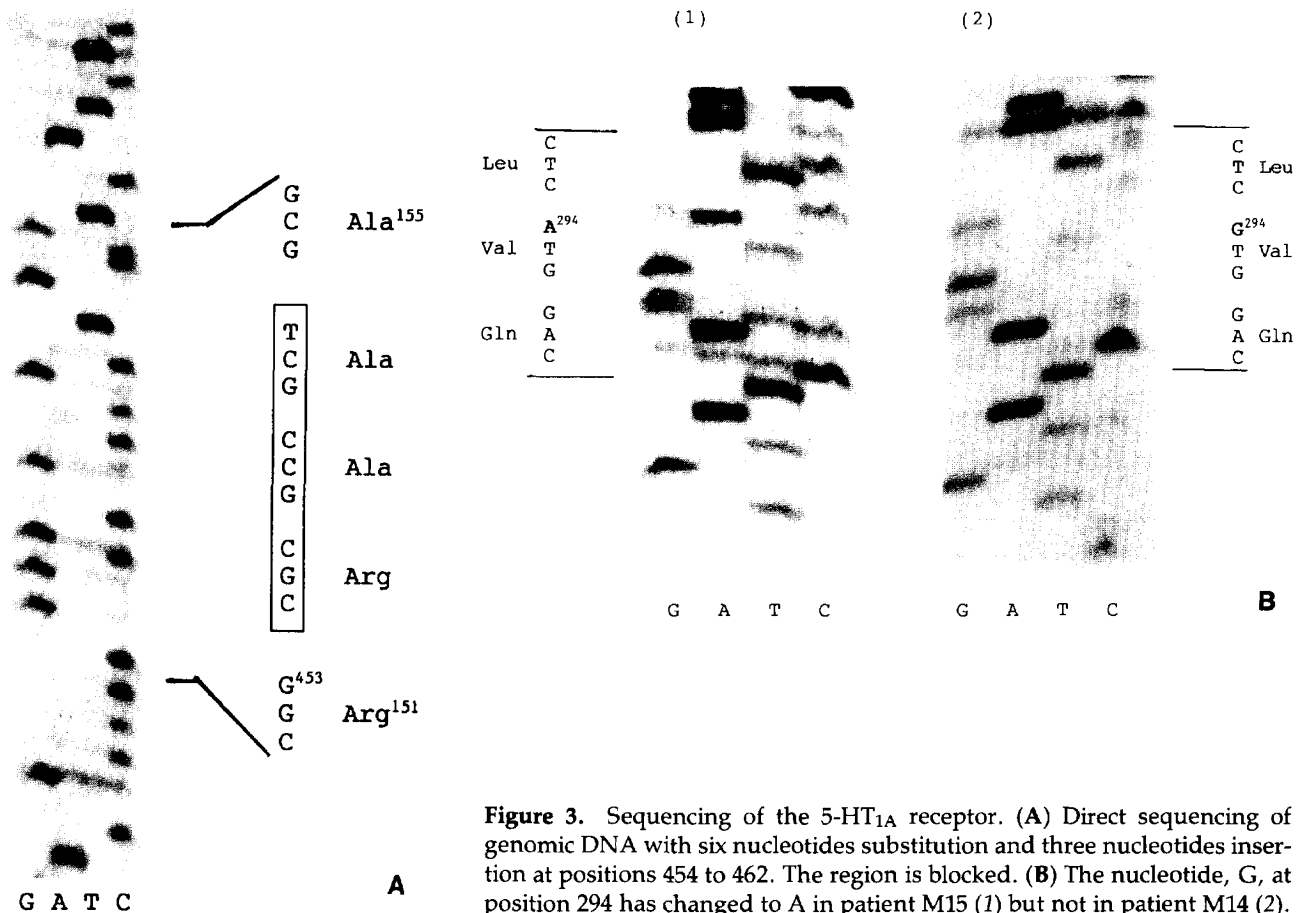 G
C
G
Ala155
T
C
G
Ala
C
C
G
Ala
C
G
C
Arg
G453
G
C
Arg151
G A T C
A
(1)
(2)
Leu
C
T
C
Val
A294
T
G
Gln
G
A
C
C
T
C
Leu
G294
T
G
Val
G
A
C
Gln
G A T C
G A T C
B
Figure 3. Sequencing of the 5-HT1A receptor. (A) Direct sequencing of
genomic DNA with six nucleotides substitution and three nucleotides inser-
tion at positions 454 to 462. The region is blocked. (B) The nucleotide, G, at
position 294 has changed to A in patient M15 (1) but not in patient M14 (2).